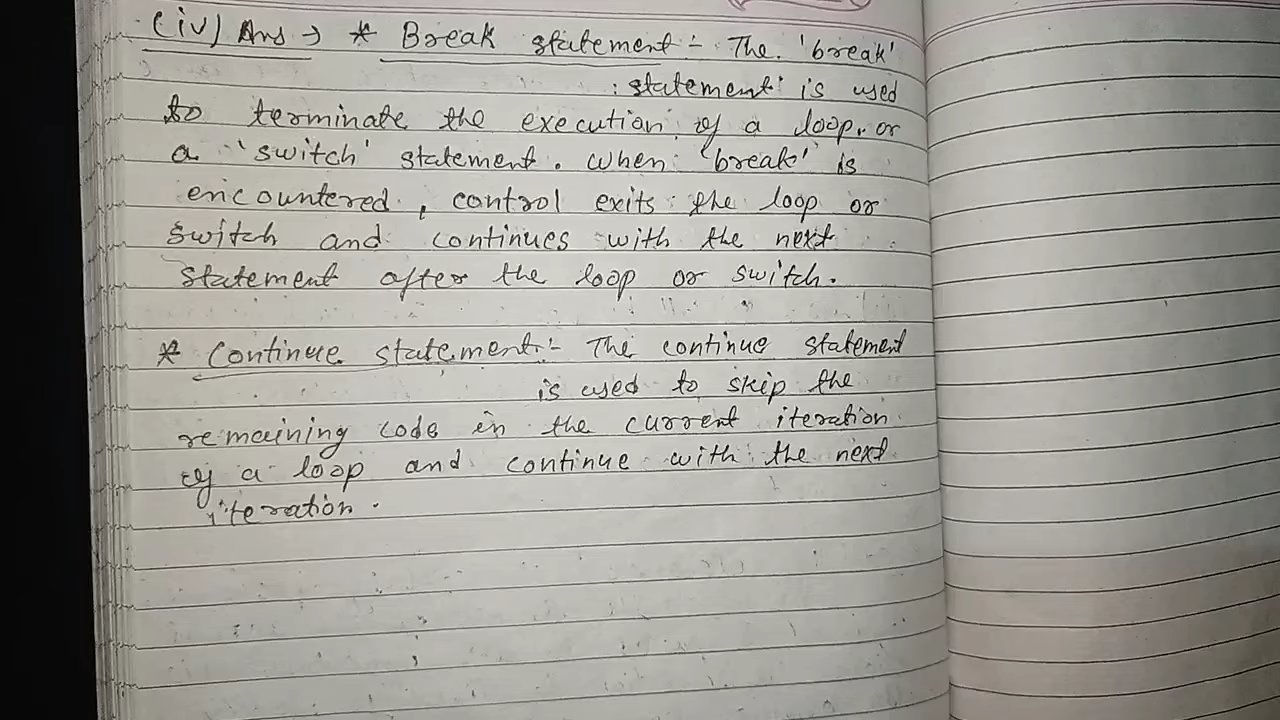 (iv) Ans → * Break statement :- The 'break'
statement is used
to terminate the execution of a loop or
a 'switch' statement. When 'break' is
encountered, control exits the loop or
switch and continues with the next
statement after the loop or switch.
* Continue statement :- The continue statement
is used to skip the
remaining code in the current iteration
of a loop and continue with the next
iteration.